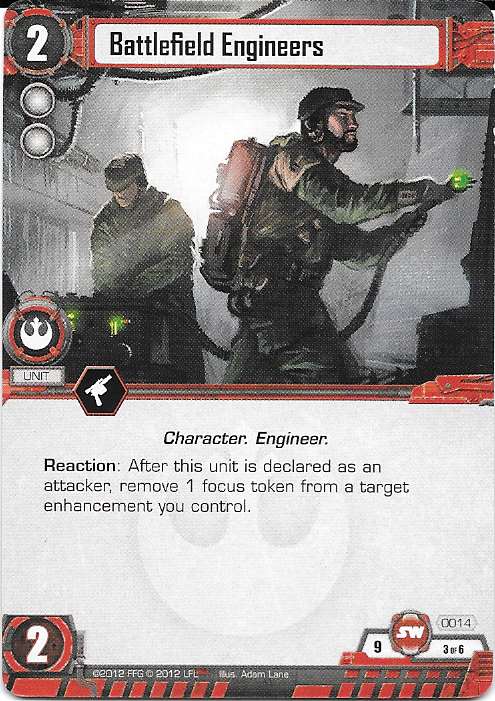 2
Battlefield Engineers
UNIT
Character. Engineer.
Reaction: After this unit is declared as an
attacker, remove 1 focus token from a target
enhancement you control.
2
0014
9
SW
3 OF 6
©2012 FFG © 2012 LFL Illus. Adam Lane